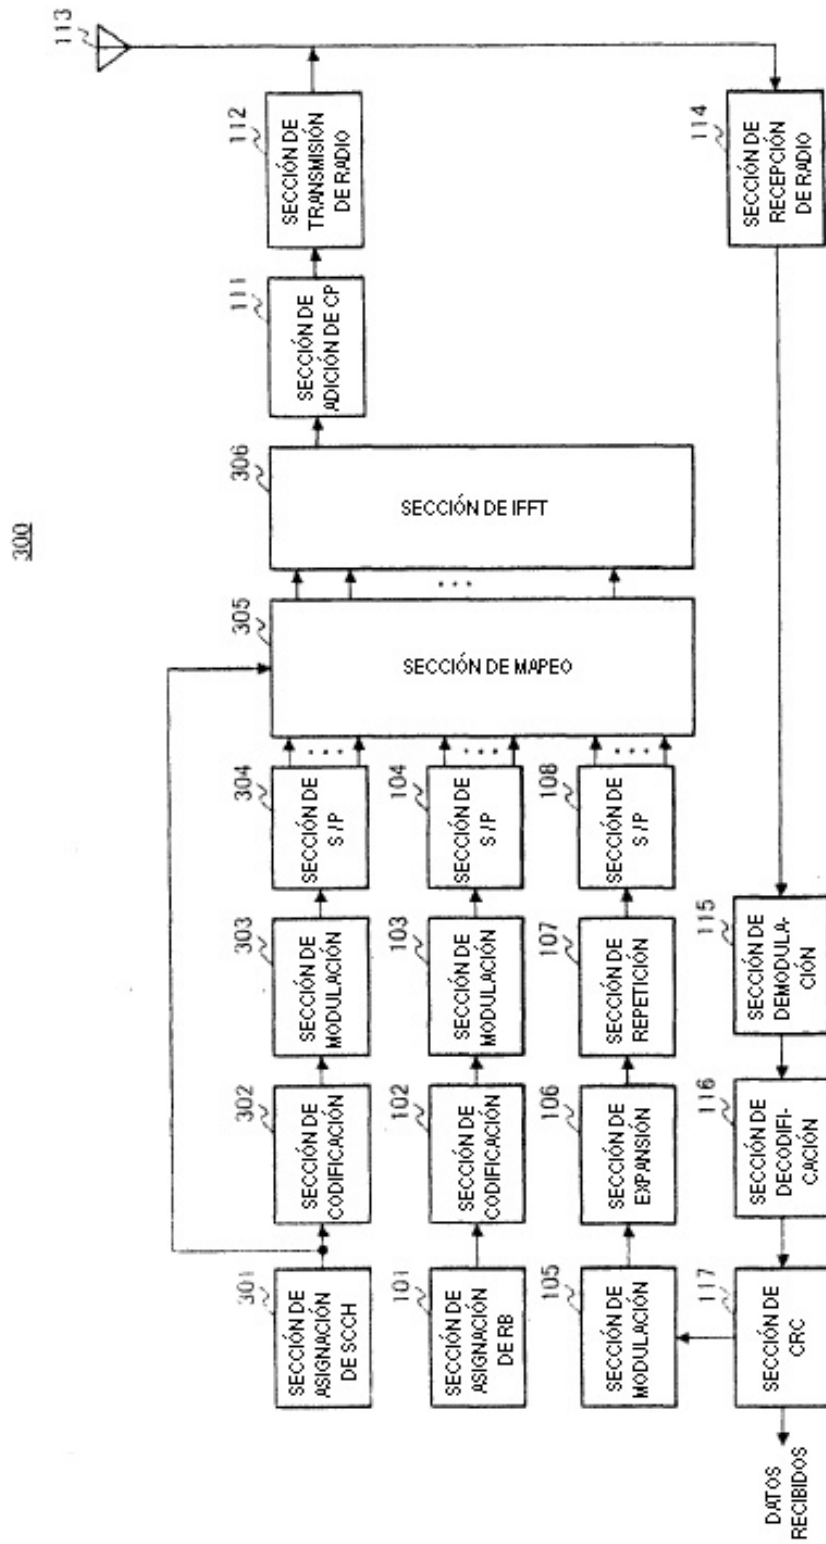 300
301
SECCIÓN DE
ASIGNACIÓN
DE SCCH
302
SECCIÓN DE
CODIFICACIÓN
303
SECCIÓN DE
MODULACIÓN
304
SECCIÓN DE
S/P
...
305
SECCIÓN DE MAPEO
...
306
SECCIÓN DE IFFT
111
SECCIÓN DE
ADICIÓN DE CP
112
SECCIÓN DE
TRANSMISIÓN
DE RADIO
113
101
SECCIÓN DE
ASIGNACIÓN
DE RB
102
SECCIÓN DE
CODIFICACIÓN
103
SECCIÓN DE
MODULACIÓN
104
SECCIÓN DE
S/P
...
105
SECCIÓN DE
MODULACIÓN
106
SECCIÓN DE
EXPANSIÓN
107
SECCIÓN DE
REPETICIÓN
108
SECCIÓN DE
S/P
...
DATOS
RECIBIDOS
117
SECCIÓN DE
CRC
116
SECCIÓN DE
DECODIFI-
CACIÓN
115
SECCIÓN DE
DEMODULA-
CIÓN
114
SECCIÓN DE
RECEPCIÓN
DE RADIO